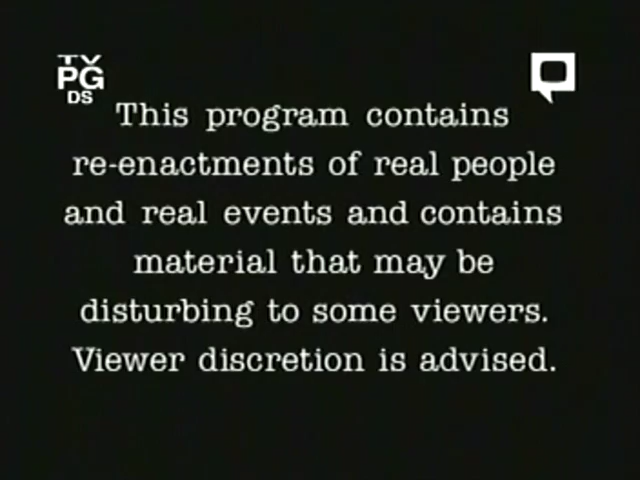 TV
PG
DS
This program contains
re-enactments of real people
and real events and contains
material that may be
disturbing to some viewers.
Viewer discretion is advised.